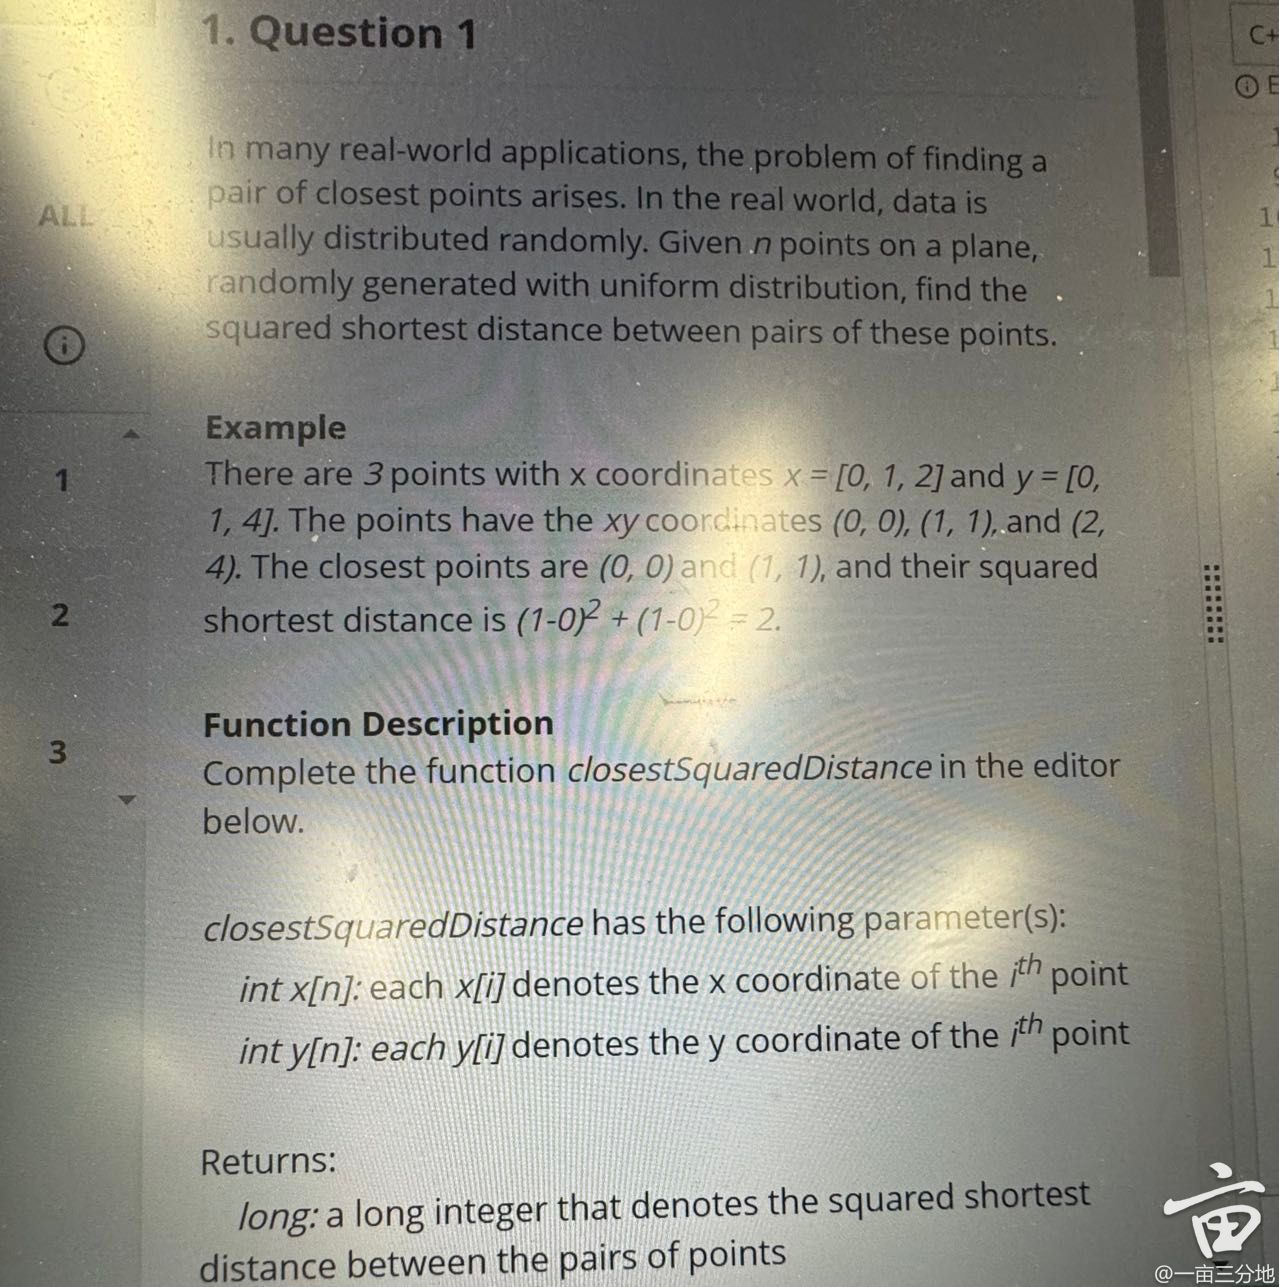 1. Question 1
In many real-world applications, the problem of finding a
pair of closest points arises. In the real world, data is
usually distributed randomly. Given n points on a plane,
randomly generated with uniform distribution, find the
squared shortest distance between pairs of these points.
Example
There are 3 points with x coordinates x = [0, 1, 2] and y = [0,
1, 4]. The points have the xy coordinates (0, 0), (1, 1), and (2,
4). The closest points are (0, 0) and (1, 1), and their squared
shortest distance is (1-0)² + (1-0)² = 2.
Function Description
Complete the function closestSquaredDistance in the editor
below.
closestSquaredDistance has the following parameter(s):
int x[n]: each x[i] denotes the x coordinate of the iᵗʰ point
int y[n]: each y[i] denotes the y coordinate of the iᵗʰ point
Returns:
long: a long integer that denotes the squared shortest
distance between the pairs of points
ALL
1
2
3
C+
亩
@一亩三分地